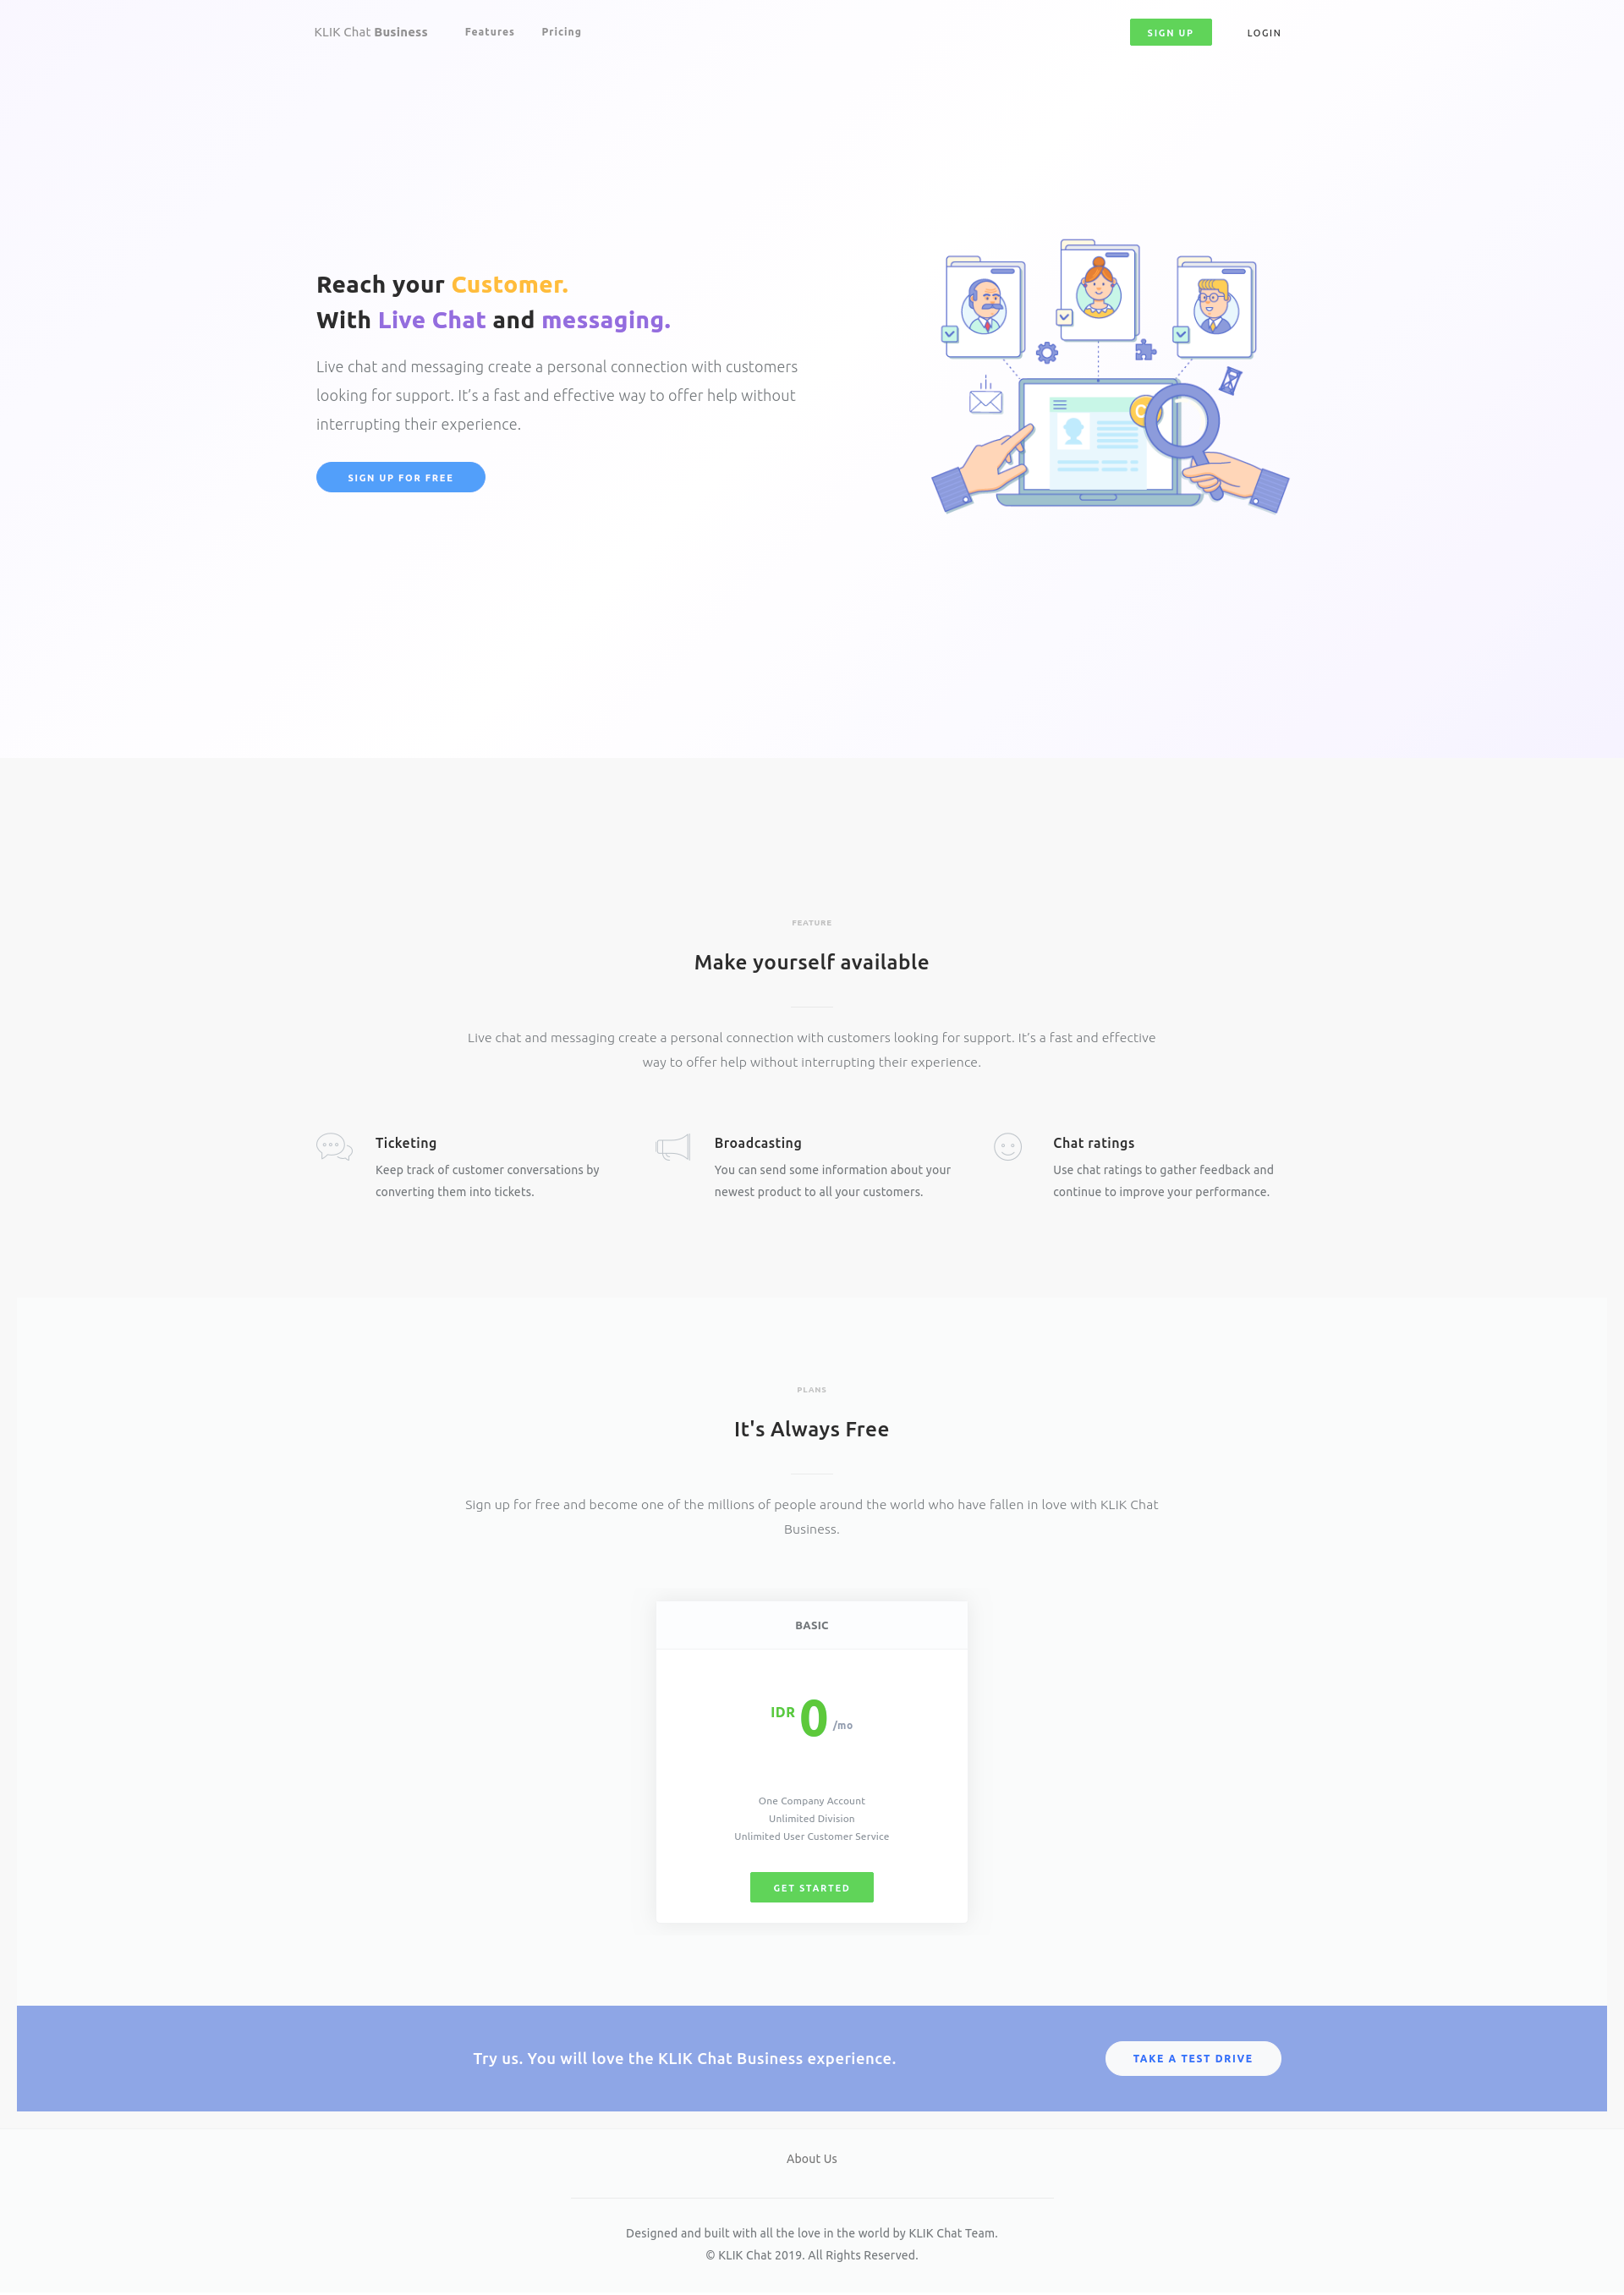 KLIK Chat Business
Features
Pricing
SIGN UP
LOGIN
Reach your Customer.
With Live Chat and messaging.
Live chat and messaging create a personal connection with customers
looking for support. It’s a fast and effective way to offer help without
interrupting their experience.
SIGN UP FOR FREE
FEATURE
Make yourself available
Live chat and messaging create a personal connection with customers looking for support. It's a fast and effective
way to offer help without interrupting their experience.
Ticketing
Keep track of customer conversations by
converting them into tickets.
Broadcasting
You can send some information about your
newest product to all your customers.
Chat ratings
Use chat ratings to gather feedback and
continue to improve your performance.
PLANS
It's Always Free
Sign up for free and become one of the millions of people around the world who have fallen in love with KLIK Chat
Business.
BASIC
IDR 0 /mo
One Company Account
Unlimited Division
Unlimited User Customer Service
GET STARTED
Try us. You will love the KLIK Chat Business experience.
TAKE A TEST DRIVE
About Us
Designed and built with all the love in the world by KLIK Chat Team.
© KLIK Chat 2019. All Rights Reserved.